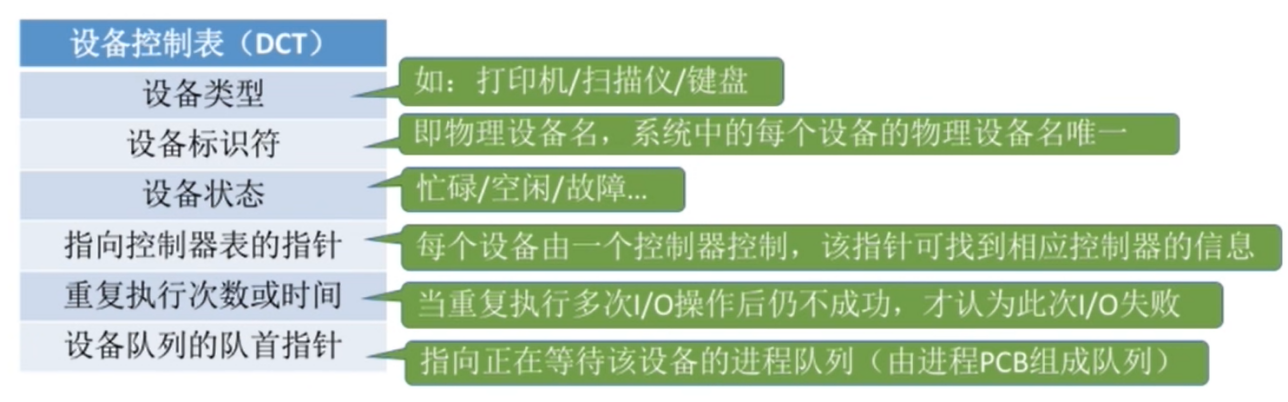 设备控制表（DCT）
设备类型
如：打印机/扫描仪/键盘
设备标识符
即物理设备名，系统中的每个设备的物理设备名唯一
设备状态
忙碌/空闲/故障...
指向控制器表的指针
每个设备由一个控制器控制，该指针可找到相应控制器的信息
重复执行次数或时间
当重复执行多次I/O操作后仍不成功，才认为此次I/O失败
设备队列的队首指针
指向正在等待该设备的进程队列（由进程PCB组成队列）